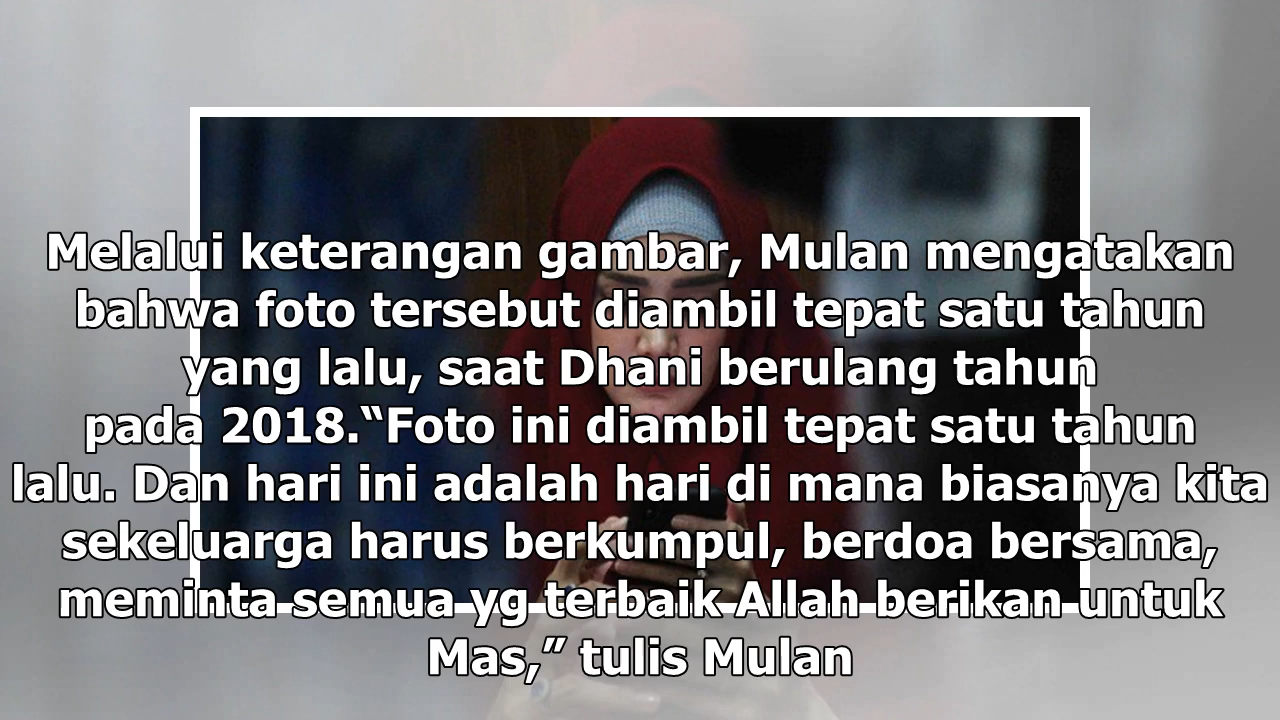 Melalui keterangan gambar, Mulan mengatakan
bahwa foto tersebut diambil tepat satu tahun
yang lalu, saat Dhani berulang tahun
pada 2018.“Foto ini diambil tepat satu tahun
lalu. Dan hari ini adalah hari di mana biasanya kita
sekeluarga harus berkumpul, berdoa bersama,
meminta semua yg terbaik Allah berikan untuk
Mas,” tulis Mulan